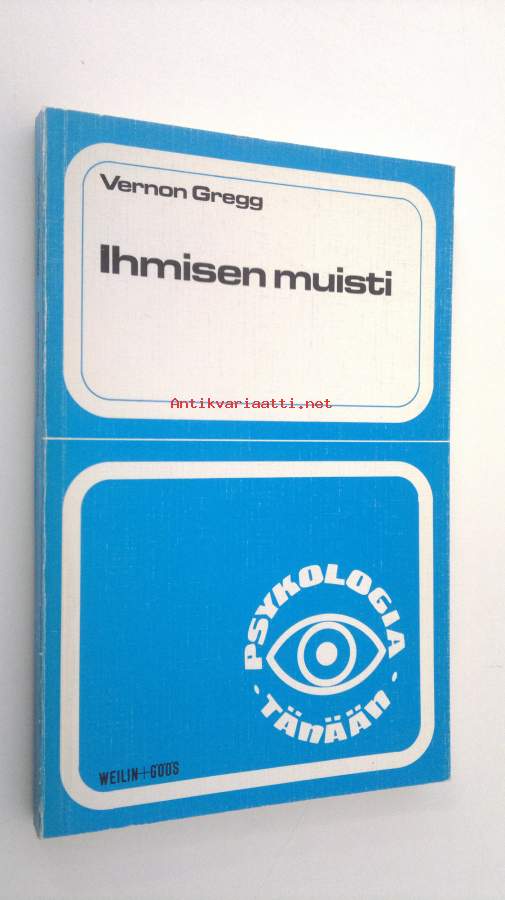 Vernon Gregg
Ihmisen muisti
Antikvariaatti.net
PSYKOLOGIA
· TÄNÄÄN ·
WEILIN+GÖÖS